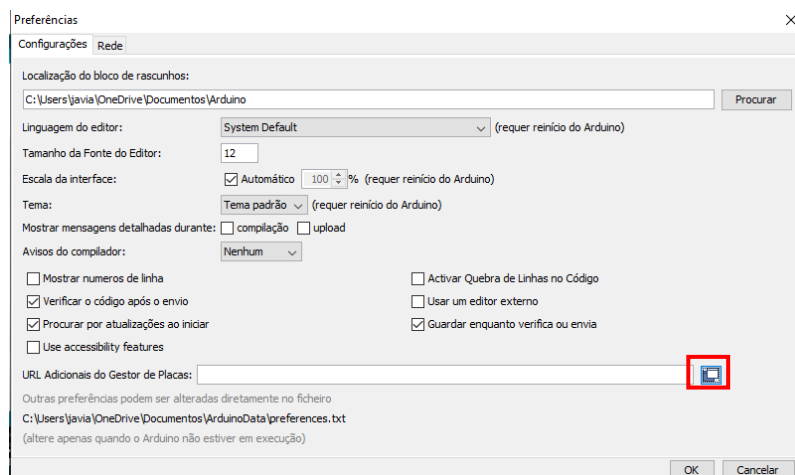 Preferências
Configurações Rede
Localização do bloco de rascunhos:
C:\Users\javia\OneDrive\Documentos\Arduino Procurar
Linguagem do editor: System Default (requer reinício do Arduino)
Tamanho da Fonte do Editor: 12
Escala da interface: Automático 100 % (requer reinício do Arduino)
Tema: Tema padrão (requer reinício do Arduino)
Mostrar mensagens detalhadas durante: compilação upload
Avisos do compilador: Nenhum
Mostrar numeros de linha Activar Quebra de Linhas no Código
Verificar o código após o envio Usar um editor externo
Procurar por atualizações ao iniciar Guardar enquanto verifica ou envia
Use accessibility features
URL Adicionais do Gestor de Placas:
Outras preferências podem ser alteradas diretamente no ficheiro
C:\Users\javia\OneDrive\Documentos\ArduinoData\preferences.txt
(altere apenas quando o Arduino não estiver em execução)
OK Cancelar